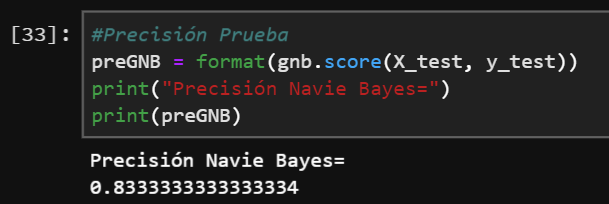 [33]: #Precisión Prueba
preGNB = format(gnb.score(X_test, y_test))
print("Precisión Navie Bayes=")
print(preGNB)
Precisión Navie Bayes=
0.8333333333333334